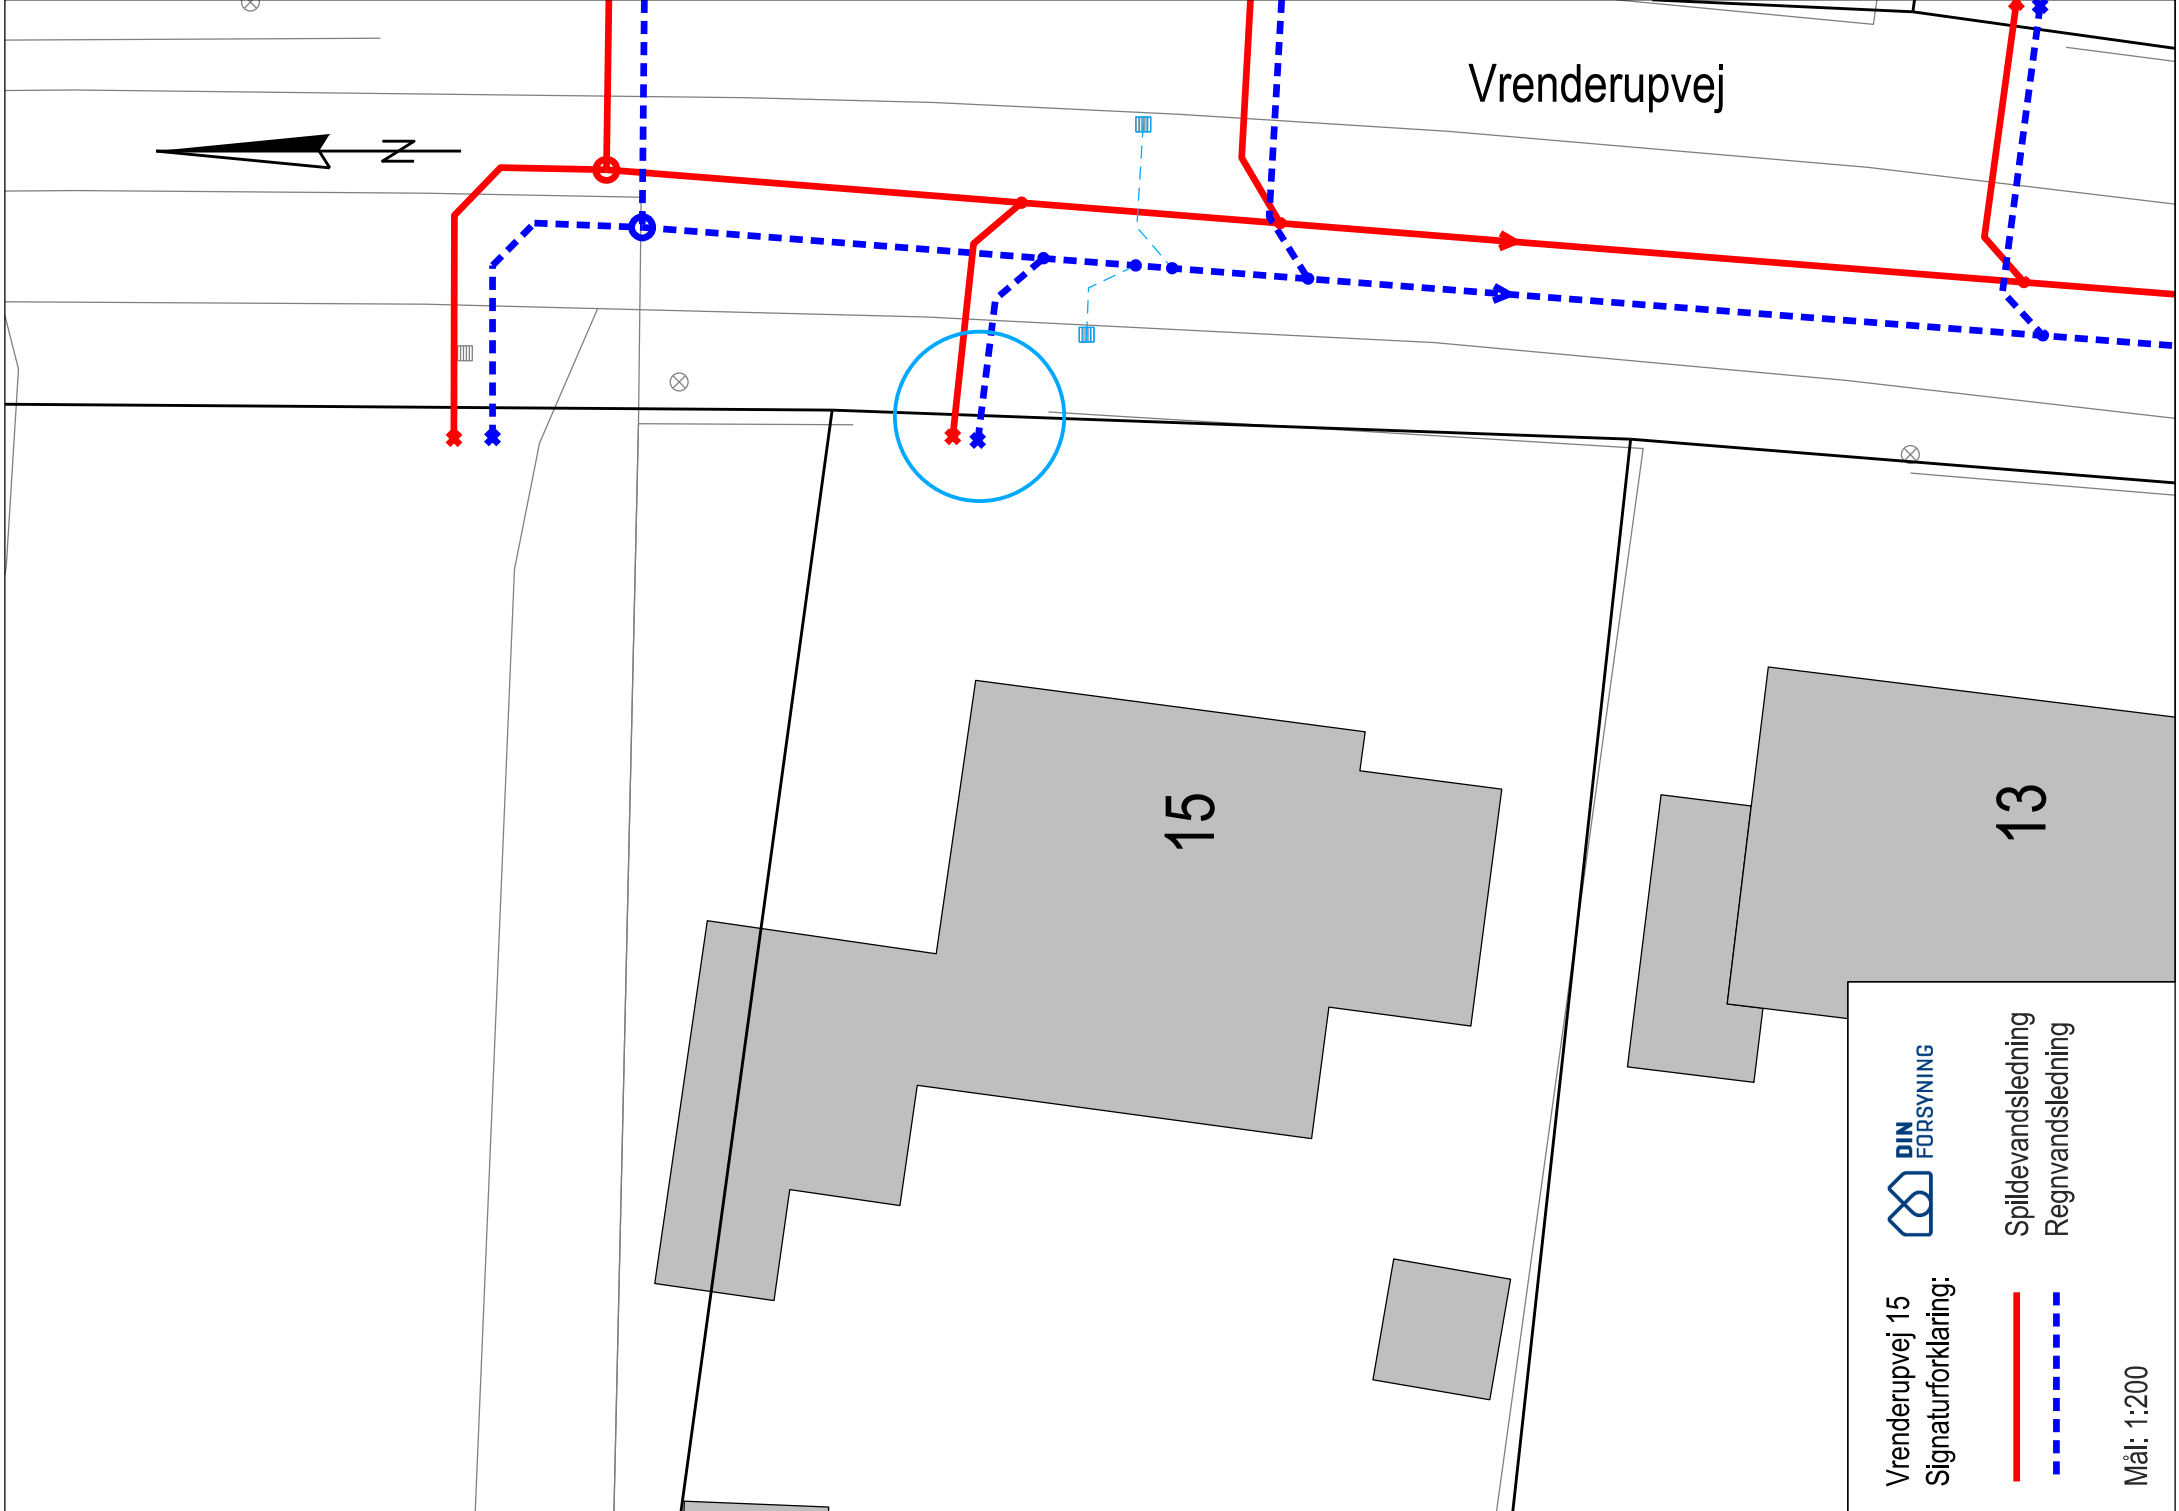 Vrenderupvej
N
15
13
DIN
FORSYNING
Vrenderupvej 15
Signaturforklaring:
Spildevandsledning
Regnvandsledning
Mål: 1:200